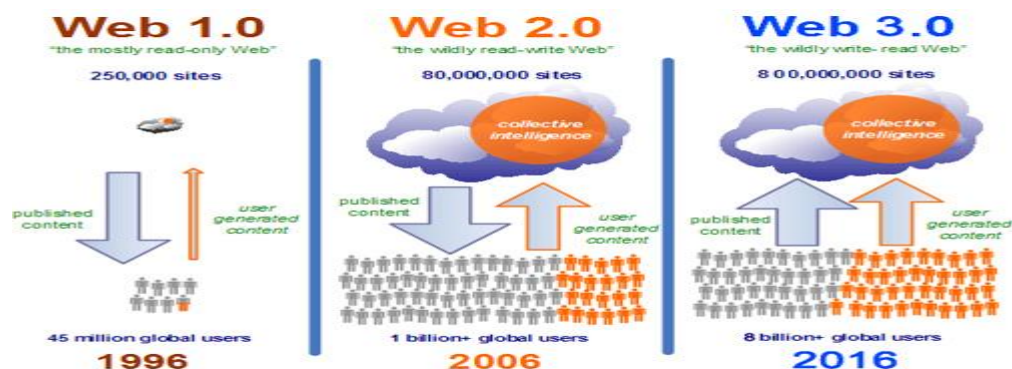 Web 1.0
"the mostly read-only Web"
250,000 sites
published
content
user
generated
content
45 million global users
1996
Web 2.0
"the wildly read-write Web"
80,000,000 sites
collective
intelligence
published
content
user
generated
content
1 billion+ global users
2006
Web 3.0
"the wildly write- read Web"
8 00,000,000 sites
collective
intelligence
published
content
user
generated
content
8 billion+ global users
2016